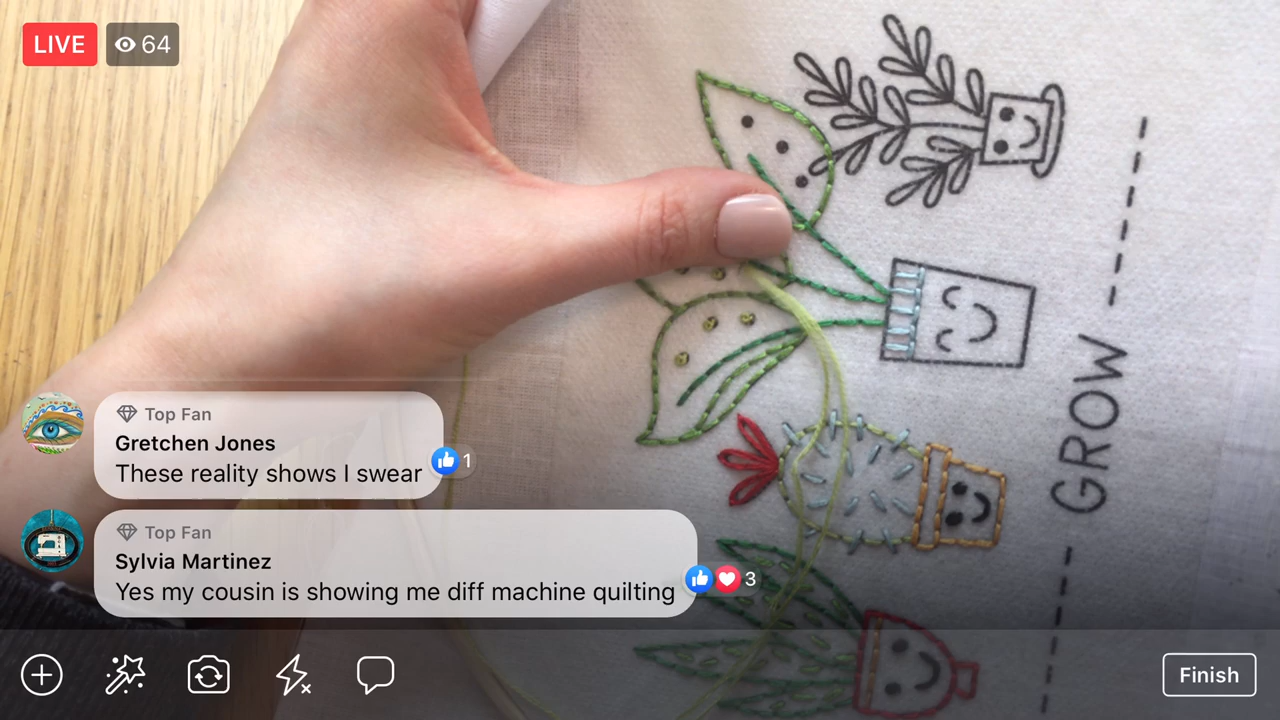 LIVE
64
GROW
Top Fan
Gretchen Jones
These reality shows I swear
1
Top Fan
Sylvia Martinez
Yes my cousin is showing me diff machine quilting
3
Finish